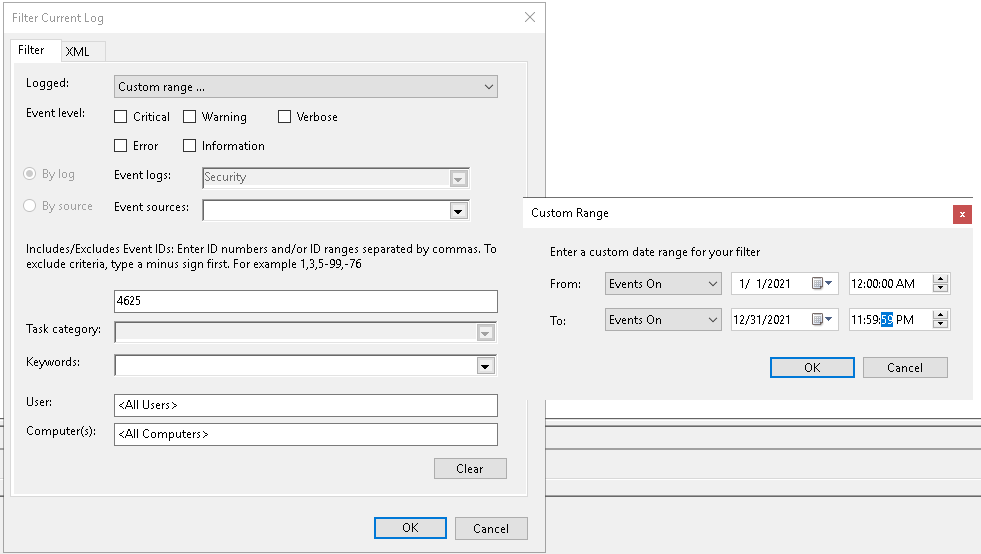 Filter Current Log
Filter XML
Logged: Custom range ...
Event level: Critical Warning Verbose
Error Information
By log Event logs: Security
By source Event sources:
Includes/Excludes Event IDs: Enter ID numbers and/or ID ranges separated by commas. To
exclude criteria, type a minus sign first. For example 1,3,5-99,-76
4625
Task category:
Keywords:
User: <All Users>
Computer(s): <All Computers>
Clear
OK Cancel
Custom Range x
Enter a custom date range for your filter
From: Events On 1/ 1/2021 12:00:00 AM
To: Events On 12/31/2021 11:59:59 PM
OK Cancel